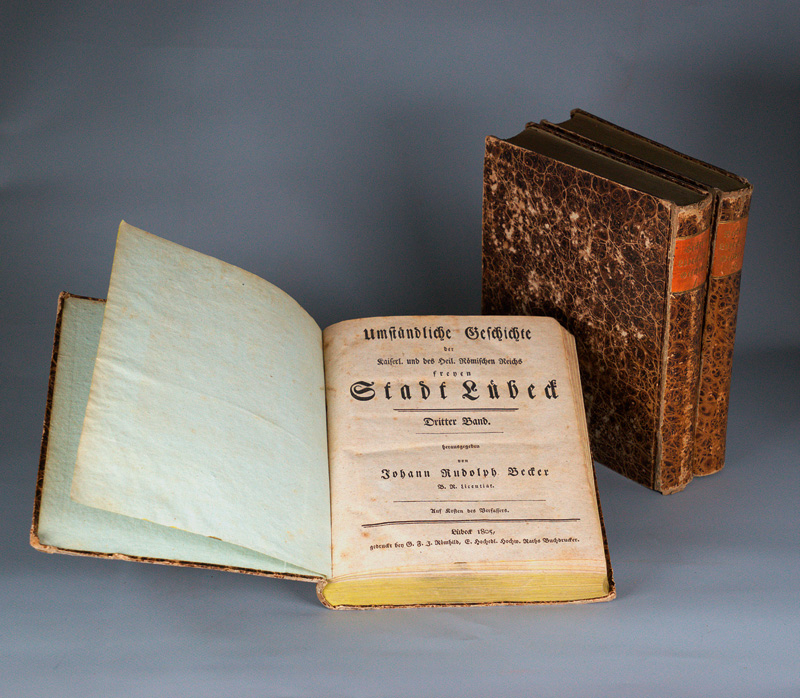 Umständliche Geschichte
der
Kaiserl. und des Heil. Römischen Reichs
freyen
Stadt Lübeck
Dritter Band.
herausgegeben
von
Johann Rudolph Becker
B. R. Licentiat.
Auf Kosten des Verfassers.
Lübeck 1805,
gedruckt bey G. F. J. Römhild, E. Hochedl. Hochw. Raths Buchdrucker.